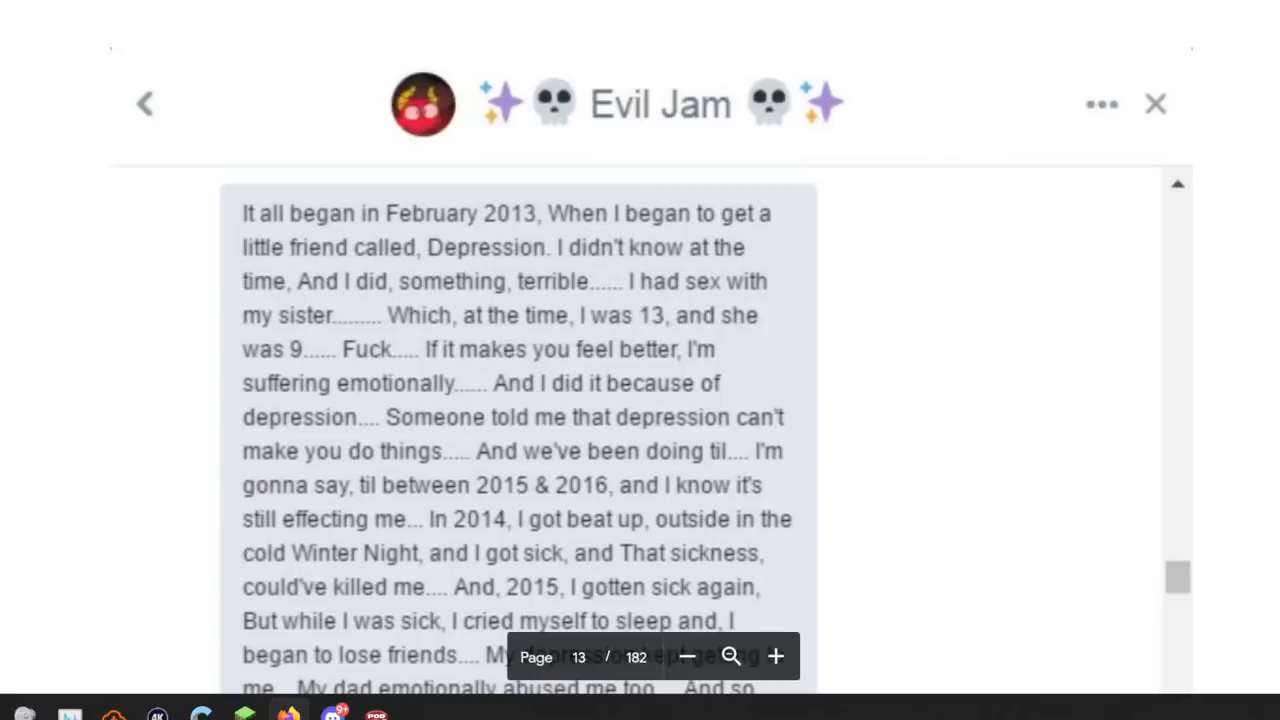 Evil Jam
It all began in February 2013, When I began to get a
little friend called, Depression. I didn't know at the
time, And I did, something, terrible...... I had sex with
my sister......... Which, at the time, I was 13, and she
was 9...... Fuck..... If it makes you feel better, I'm
suffering emotionally...... And I did it because of
depression.... Someone told me that depression can't
make you do things..... And we've been doing til.... I'm
gonna say, til between 2015 & 2016, and I know it's
still effecting me... In 2014, I got beat up, outside in the
cold Winter Night, and I got sick, and That sickness,
could've killed me.... And, 2015, I gotten sick again,
But while I was sick, I cried myself to sleep and, I
began to lose friends.... My depression kept getting
me... My dad emotionally abused me too.... And so
Page 13 / 182
4K
9+